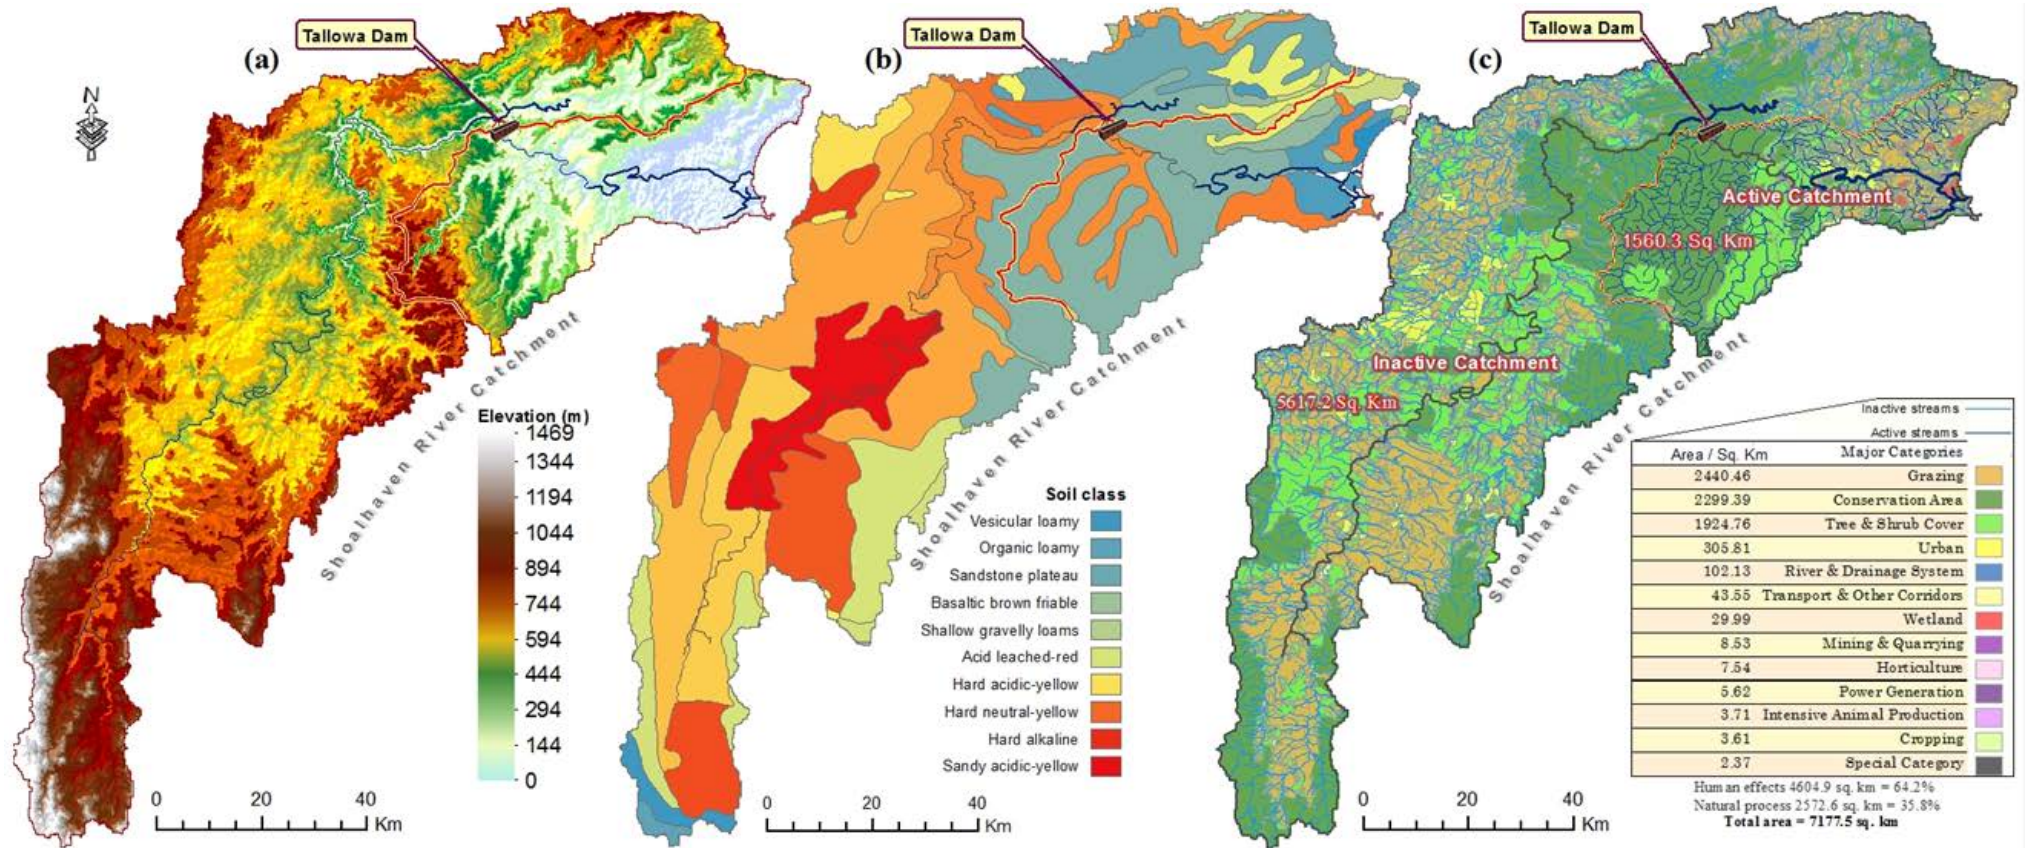 (a)
Tallowa Dam
N
Shoalhaven River Catchment
Elevation (m)
1469
1344
1194
1044
894
744
594
444
294
144
0
0 20 40
Km
(b)
Tallowa Dam
Shoalhaven River Catchment
Soil class
Vesicular loamy
Organic loamy
Sandstone plateau
Basaltic brown friable
Shallow gravelly loams
Acid leached-red
Hard acidic-yellow
Hard neutral-yellow
Hard alkaline
Sandy acidic-yellow
0 20 40
Km
(c)
Tallowa Dam
Active Catchment
1560.3 Sq. Km
Inactive Catchment
5617.2 Sq. Km
Shoalhaven River Catchment
Inactive streams
Active streams
Area / Sq. Km Major Categories
2440.46 Grazing
2299.39 Conservation Area
1924.76 Tree & Shrub Cover
305.81 Urban
102.13 River & Drainage System
43.55 Transport & Other Corridors
29.99 Wetland
8.53 Mining & Quarrying
7.54 Horticulture
5.62 Power Generation
3.71 Intensive Animal Production
3.61 Cropping
2.37 Special Category
Human effects 4604.9 sq. km = 64.2%
Natural process 2572.6 sq. km = 35.8%
Total area = 7177.5 sq. km
0 20 40
Km